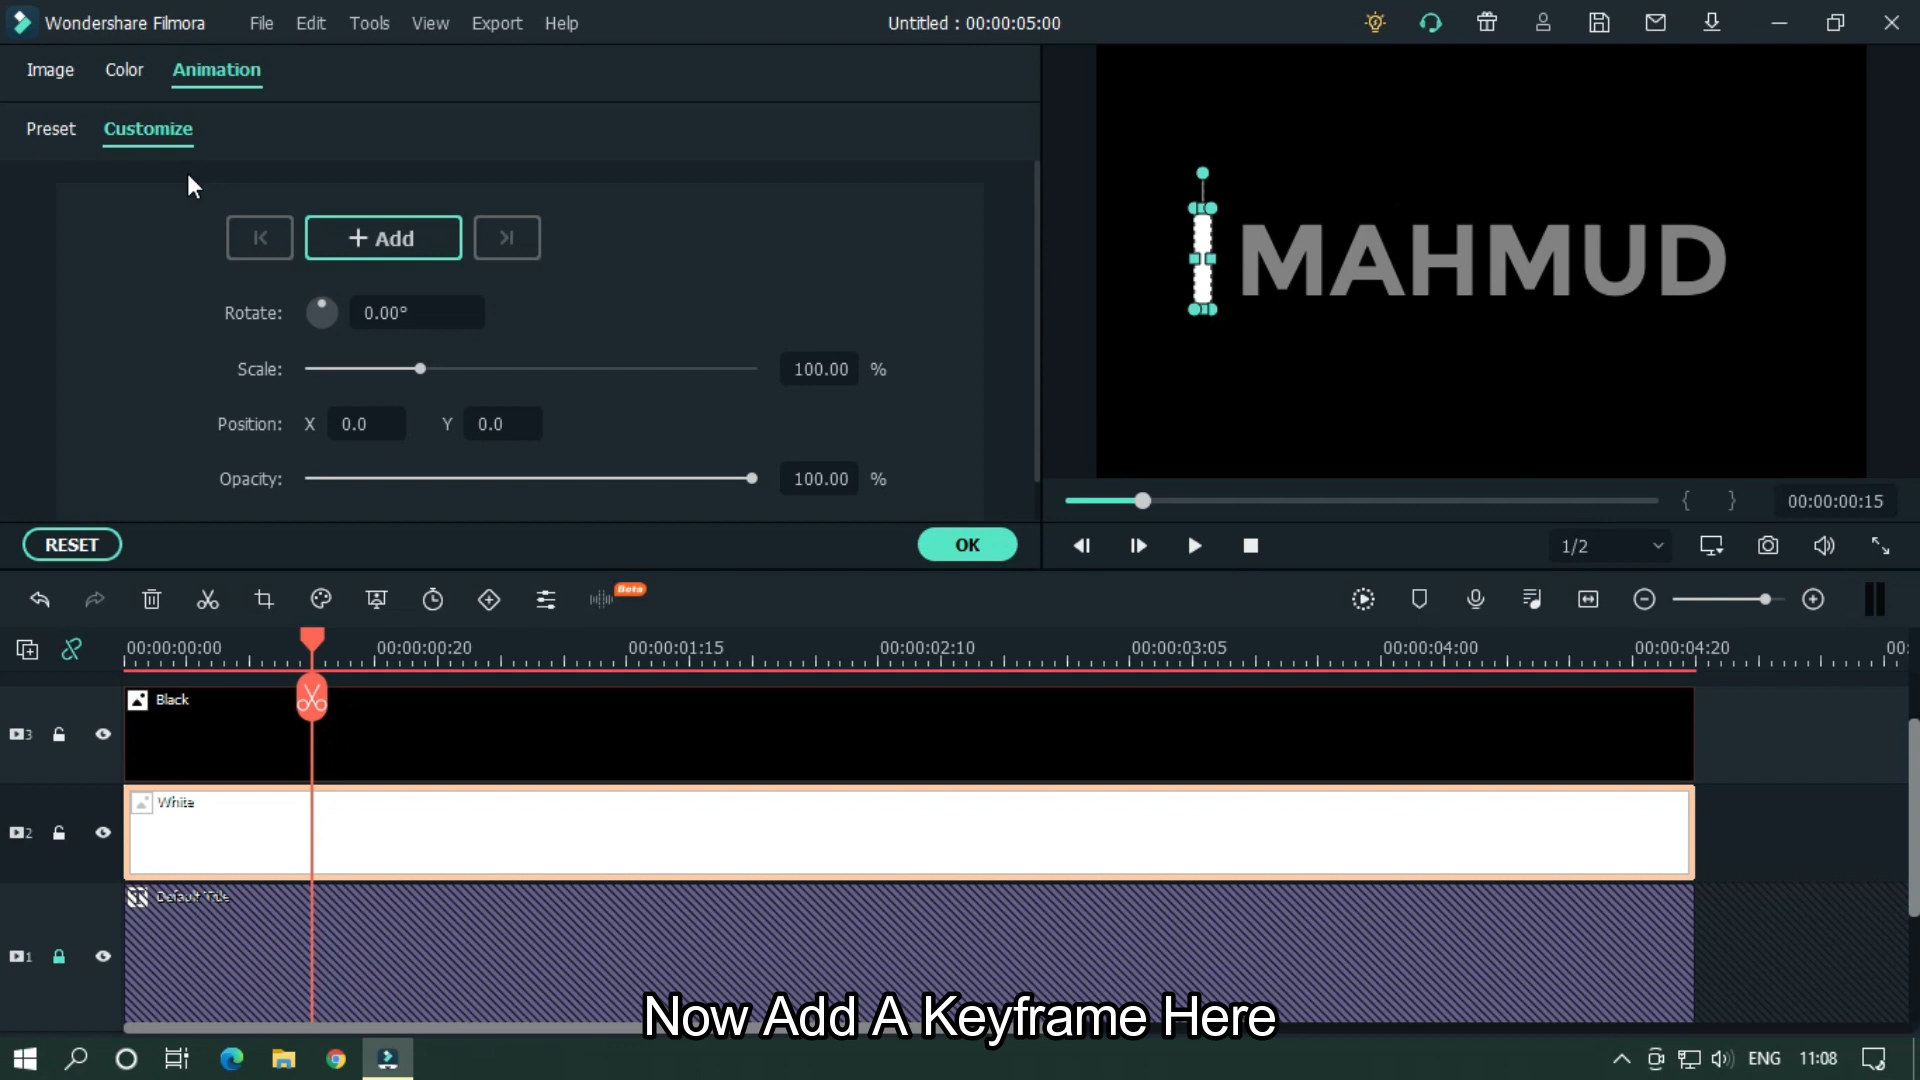 Wondershare Filmora File Edit Tools View Export Help Untitled : 00:00:05:00
Image Color Animation
Preset Customize
+ Add
Rotate: 0.00°
Scale: 100.00 %
Position: X 0.0 Y 0.0
Opacity: 100.00 %
RESET OK
MAHMUD
{ } 00:00:00:15
1/2
Beta
00:00:00:00 00:00:00:20 00:00:01:15 00:00:02:10 00:00:03:05 00:00:04:00 00:00:04:20 00:
3 Black
2 White
1 Default Title
Now Add A Keyframe Here
ENG 11:08